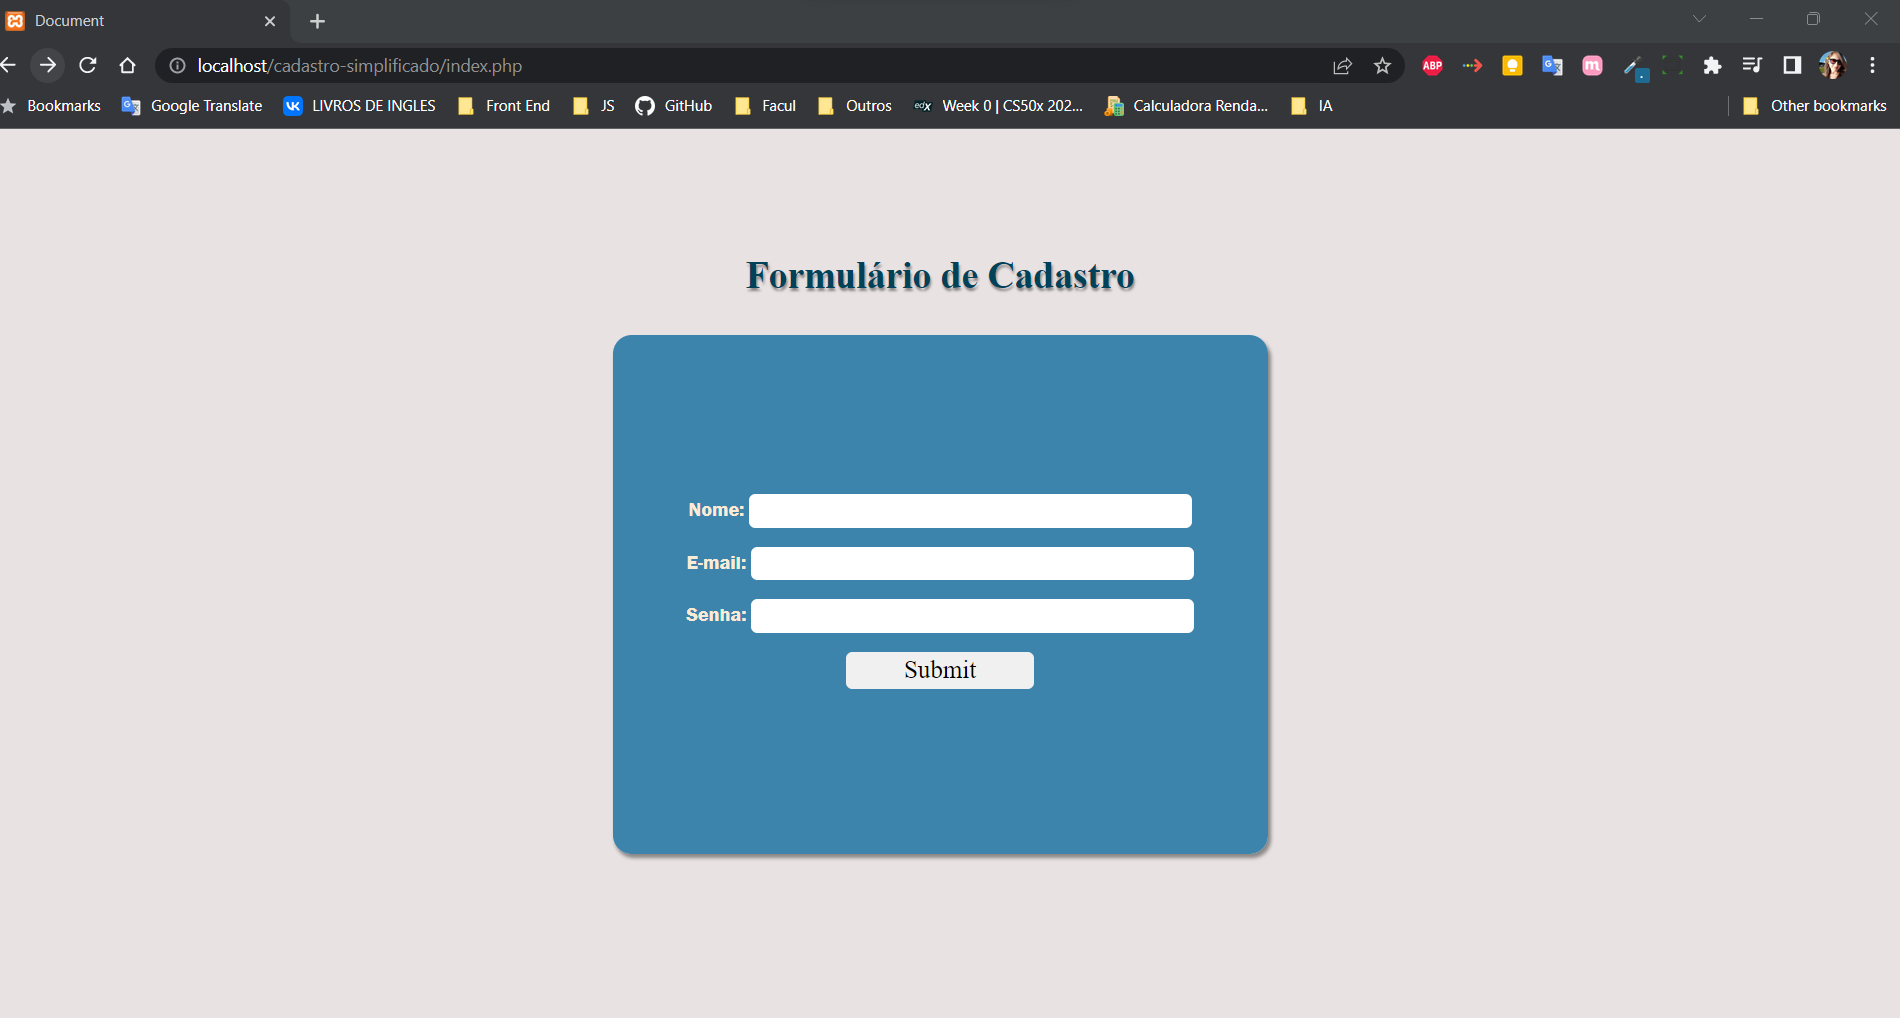 Document
localhost/cadastro-simplificado/index.php
ABP
G
m
Bookmarks
Google Translate
LIVROS DE INGLES
Front End
JS
GitHub
Facul
Outros
edX
Week 0 | CS50x 202...
Calculadora Renda...
IA
Other bookmarks
Formulário de Cadastro
Nome:
E-mail:
Senha:
Submit